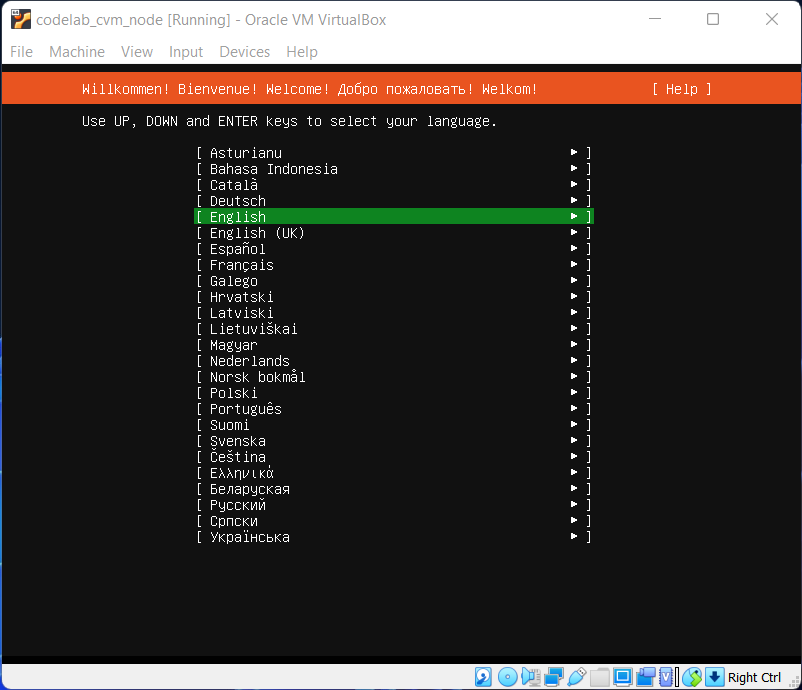 codelab_cvm_node [Running] - Oracle VM VirtualBox
File Machine View Input Devices Help
Willkommen! Bienvenue! Welcome! Добро пожаловать! Welkom! [ Help ]
Use UP, DOWN and ENTER keys to select your language.
[ Asturianu ► ]
[ Bahasa Indonesia ► ]
[ Català ► ]
[ Deutsch ► ]
[ English ► ]
[ English (UK) ► ]
[ Español ► ]
[ Français ► ]
[ Galego ► ]
[ Hrvatski ► ]
[ Latviski ► ]
[ Lietuviškai ► ]
[ Magyar ► ]
[ Nederlands ► ]
[ Norsk bokmål ► ]
[ Polski ► ]
[ Português ► ]
[ Suomi ► ]
[ Svenska ► ]
[ Čeština ► ]
[ Ελληνικά ► ]
[ Беларуская ► ]
[ Русский ► ]
[ Српски ► ]
[ Українська ► ]
Right Ctrl